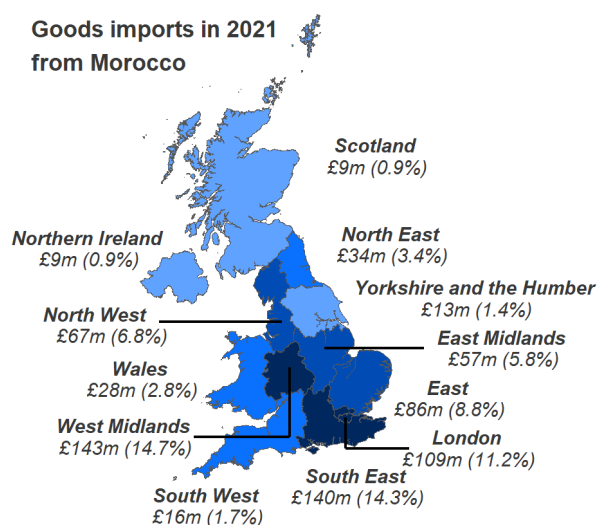 Goods imports in 2021
from Morocco
Scotland
£9m (0.9%)
Northern Ireland
£9m (0.9%)
North East
£34m (3.4%)
Yorkshire and the Humber
£13m (1.4%)
North West
£67m (6.8%)
East Midlands
£57m (5.8%)
Wales
£28m (2.8%)
East
£86m (8.8%)
West Midlands
£143m (14.7%)
London
£109m (11.2%)
South East
£140m (14.3%)
South West
£16m (1.7%)